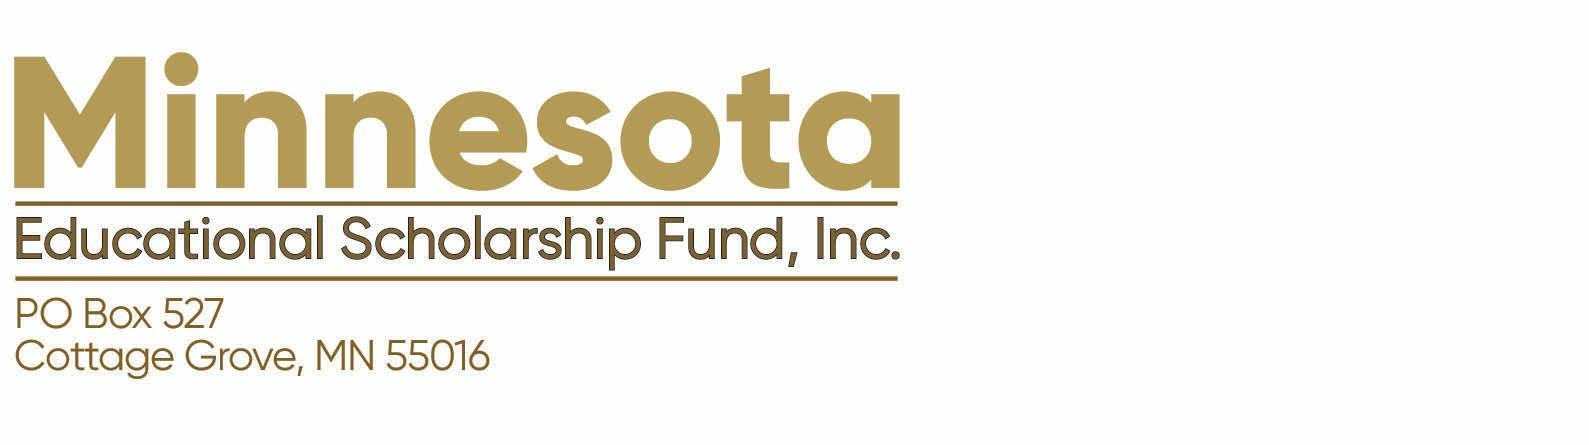 Minnesota
Educational Scholarship Fund, Inc.
PO Box 527
Cottage Grove, MN 55016